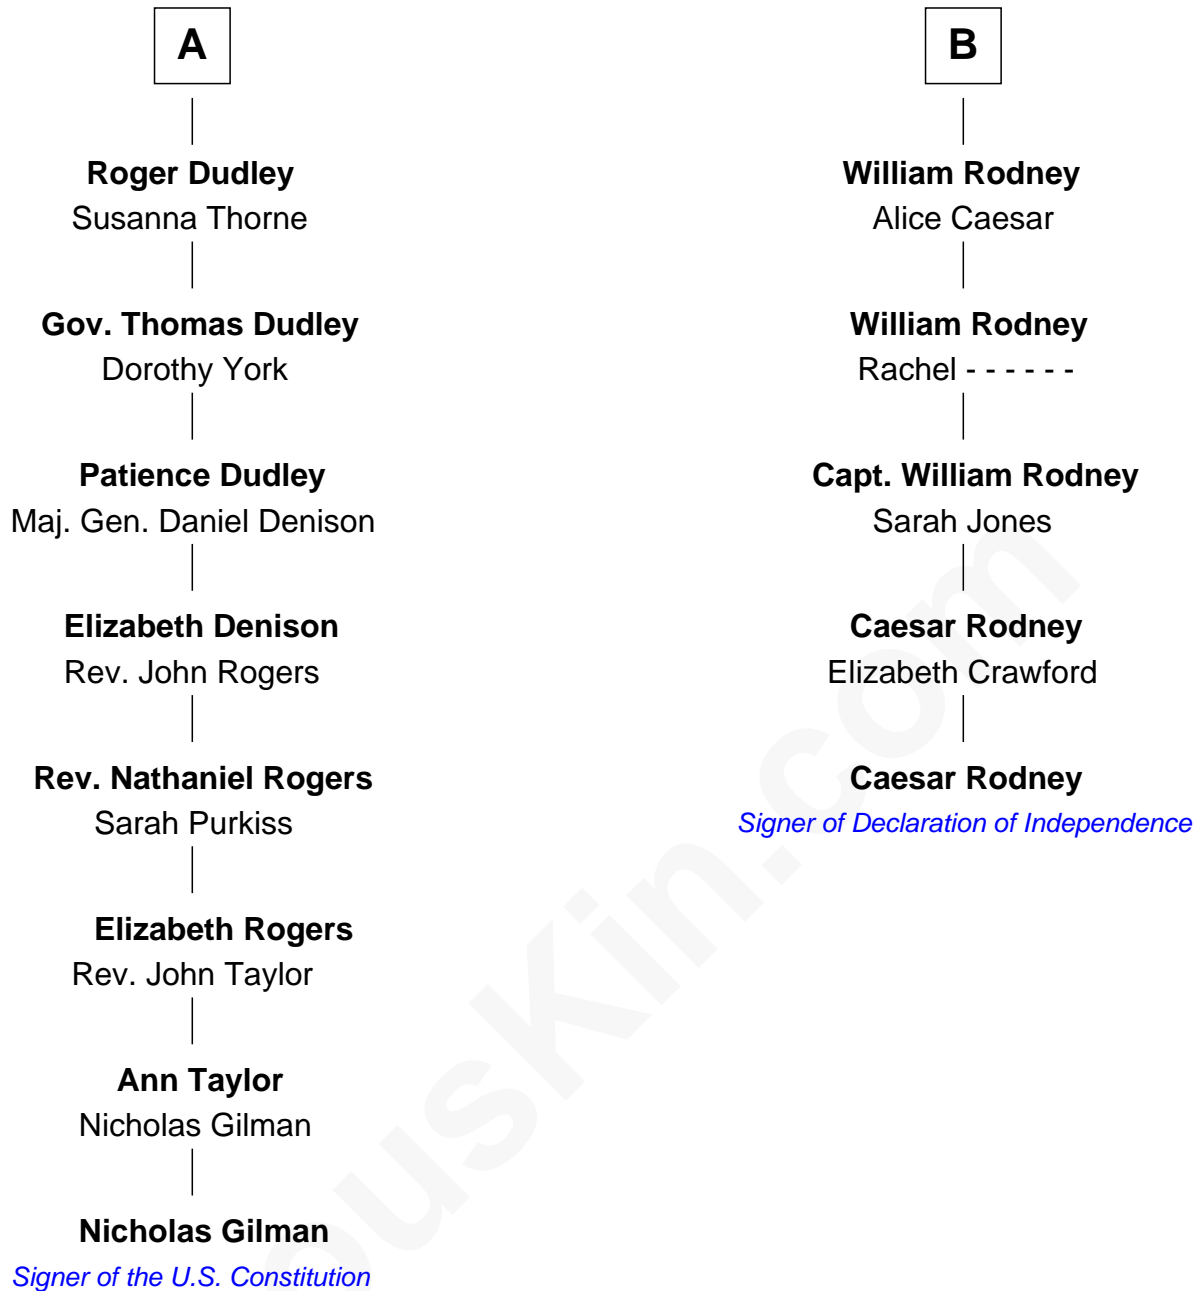 A
Roger Dudley
Susanna Thorne
Gov. Thomas Dudley
Dorothy York
Patience Dudley
Maj. Gen. Daniel Denison
Elizabeth Denison
Rev. John Rogers
Rev. Nathaniel Rogers
Sarah Purkiss
Elizabeth Rogers
Rev. John Taylor
Ann Taylor
Nicholas Gilman
Nicholas Gilman
Signer of the U.S. Constitution
B
William Rodney
Alice Caesar
William Rodney
Rachel - - - - - -
Capt. William Rodney
Sarah Jones
Caesar Rodney
Elizabeth Crawford
Caesar Rodney
Signer of Declaration of Independence
ousKin.com